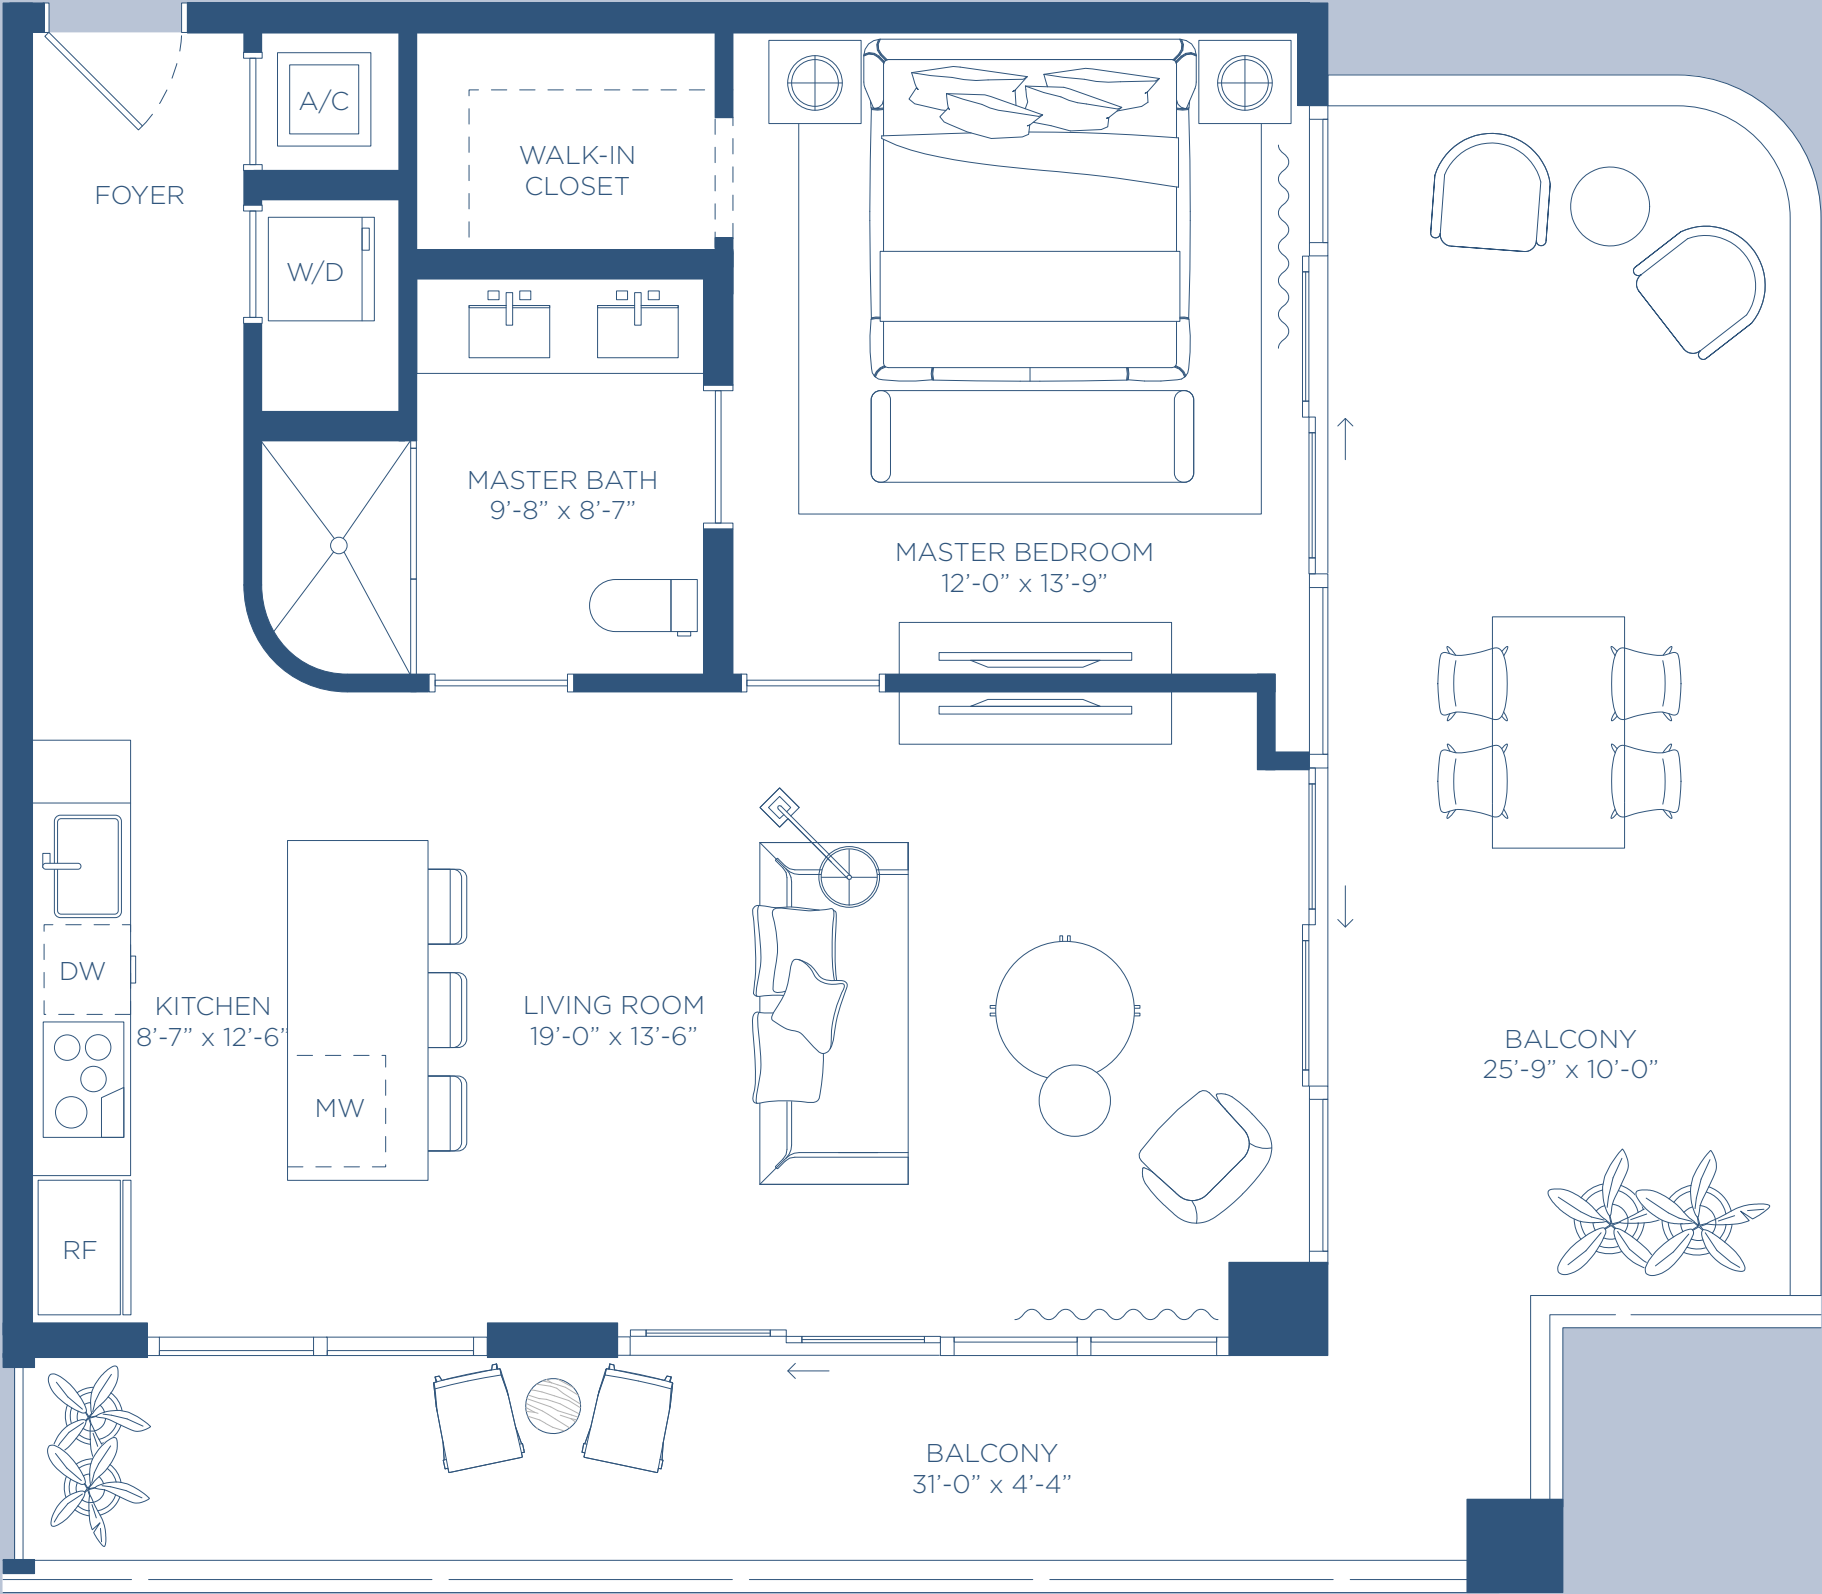 A/C
WALK-IN
CLOSET
FOYER
W/D
MASTER BATH
9’-8” x 8’-7”
MASTER BEDROOM
12’-0” x 13’-9”
DW
KITCHEN
8’-7” x 12’-6”
LIVING ROOM
19’-0” x 13’-6”
BALCONY
25’-9” x 10’-0”
MW
RF
BALCONY
31’-0” x 4’-4”